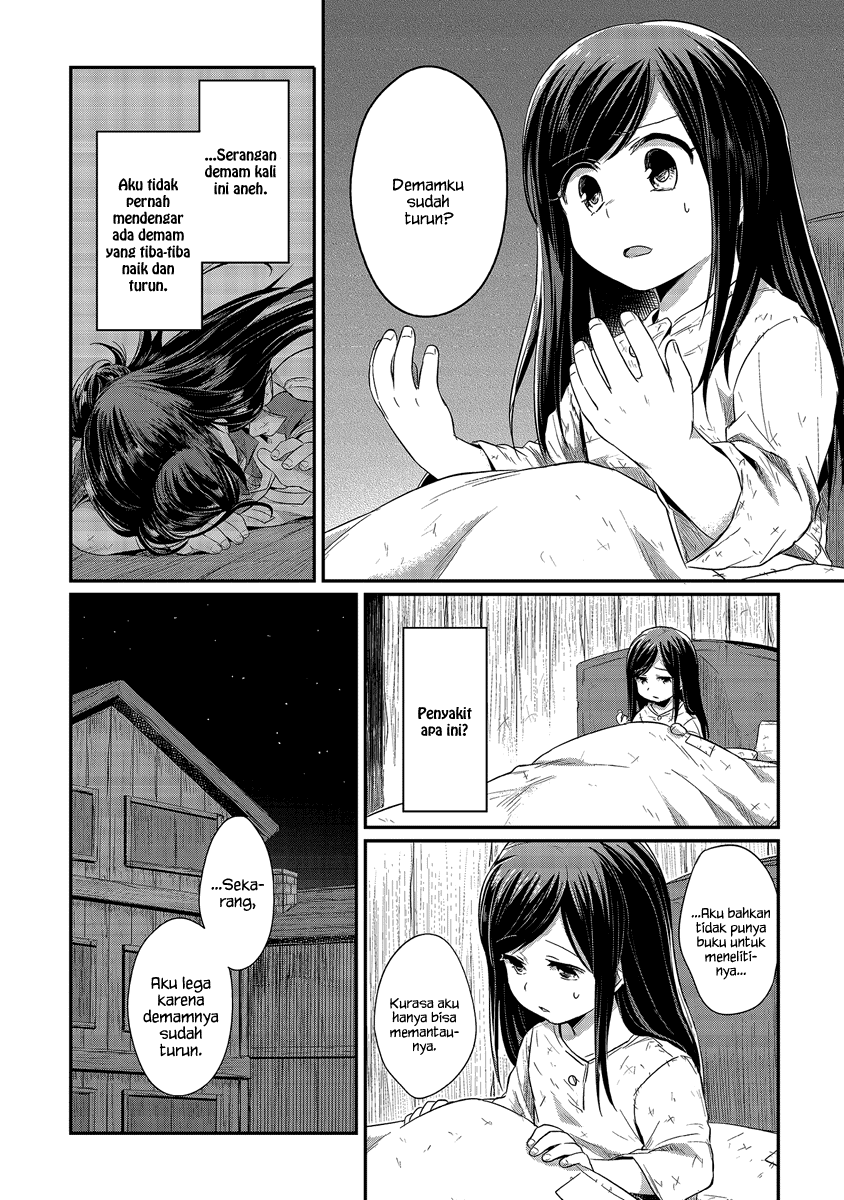 Demamku
sudah
turun?
...Serangan
demam kali
ini aneh.
Aku tidak
pernah
mendengar
ada demam
yang tiba-tiba
naik dan
turun.
Penyakit
apa ini?
...Aku bahkan
tidak punya
buku untuk
meneliti-
nya...
Kurasa aku
hanya bisa
memantau-
nya.
...Seka-
rang,
Aku lega
karena
demamnya
sudah
turun.